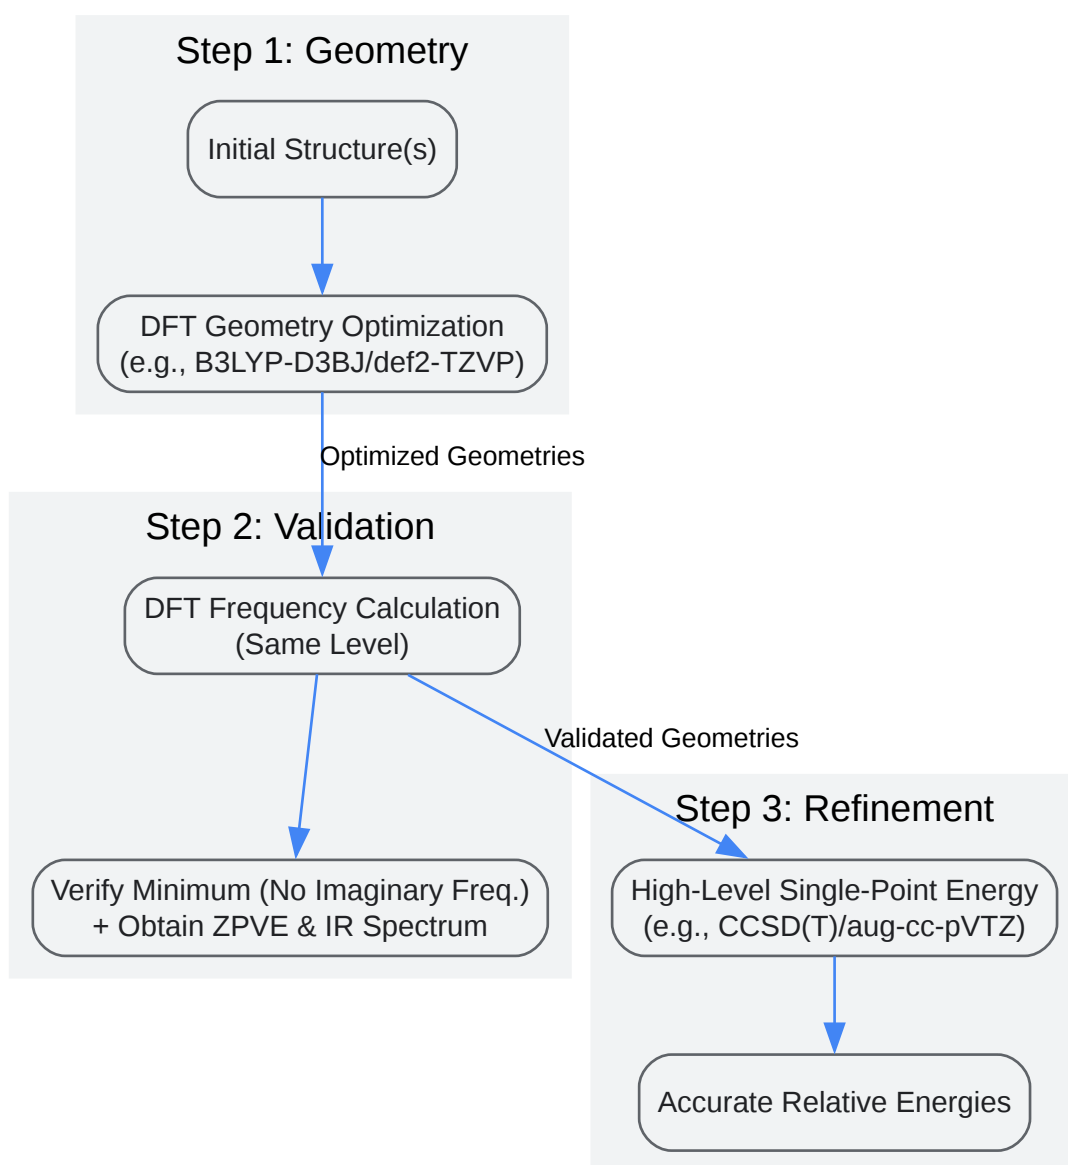 Step 1: Geometry
Initial Structure(s)
DFT Geometry Optimization
(e.g., B3LYP-D3BJ/def2-TZVP)
Optimized Geometries
Step 2: Validation
DFT Frequency Calculation
(Same Level)
Validated Geometries
Step 3: Refinement
Verify Minimum (No Imaginary Freq.)
+ Obtain ZPVE & IR Spectrum
High-Level Single-Point Energy
(e.g., CCSD(T)/aug-cc-pVTZ)
Accurate Relative Energies